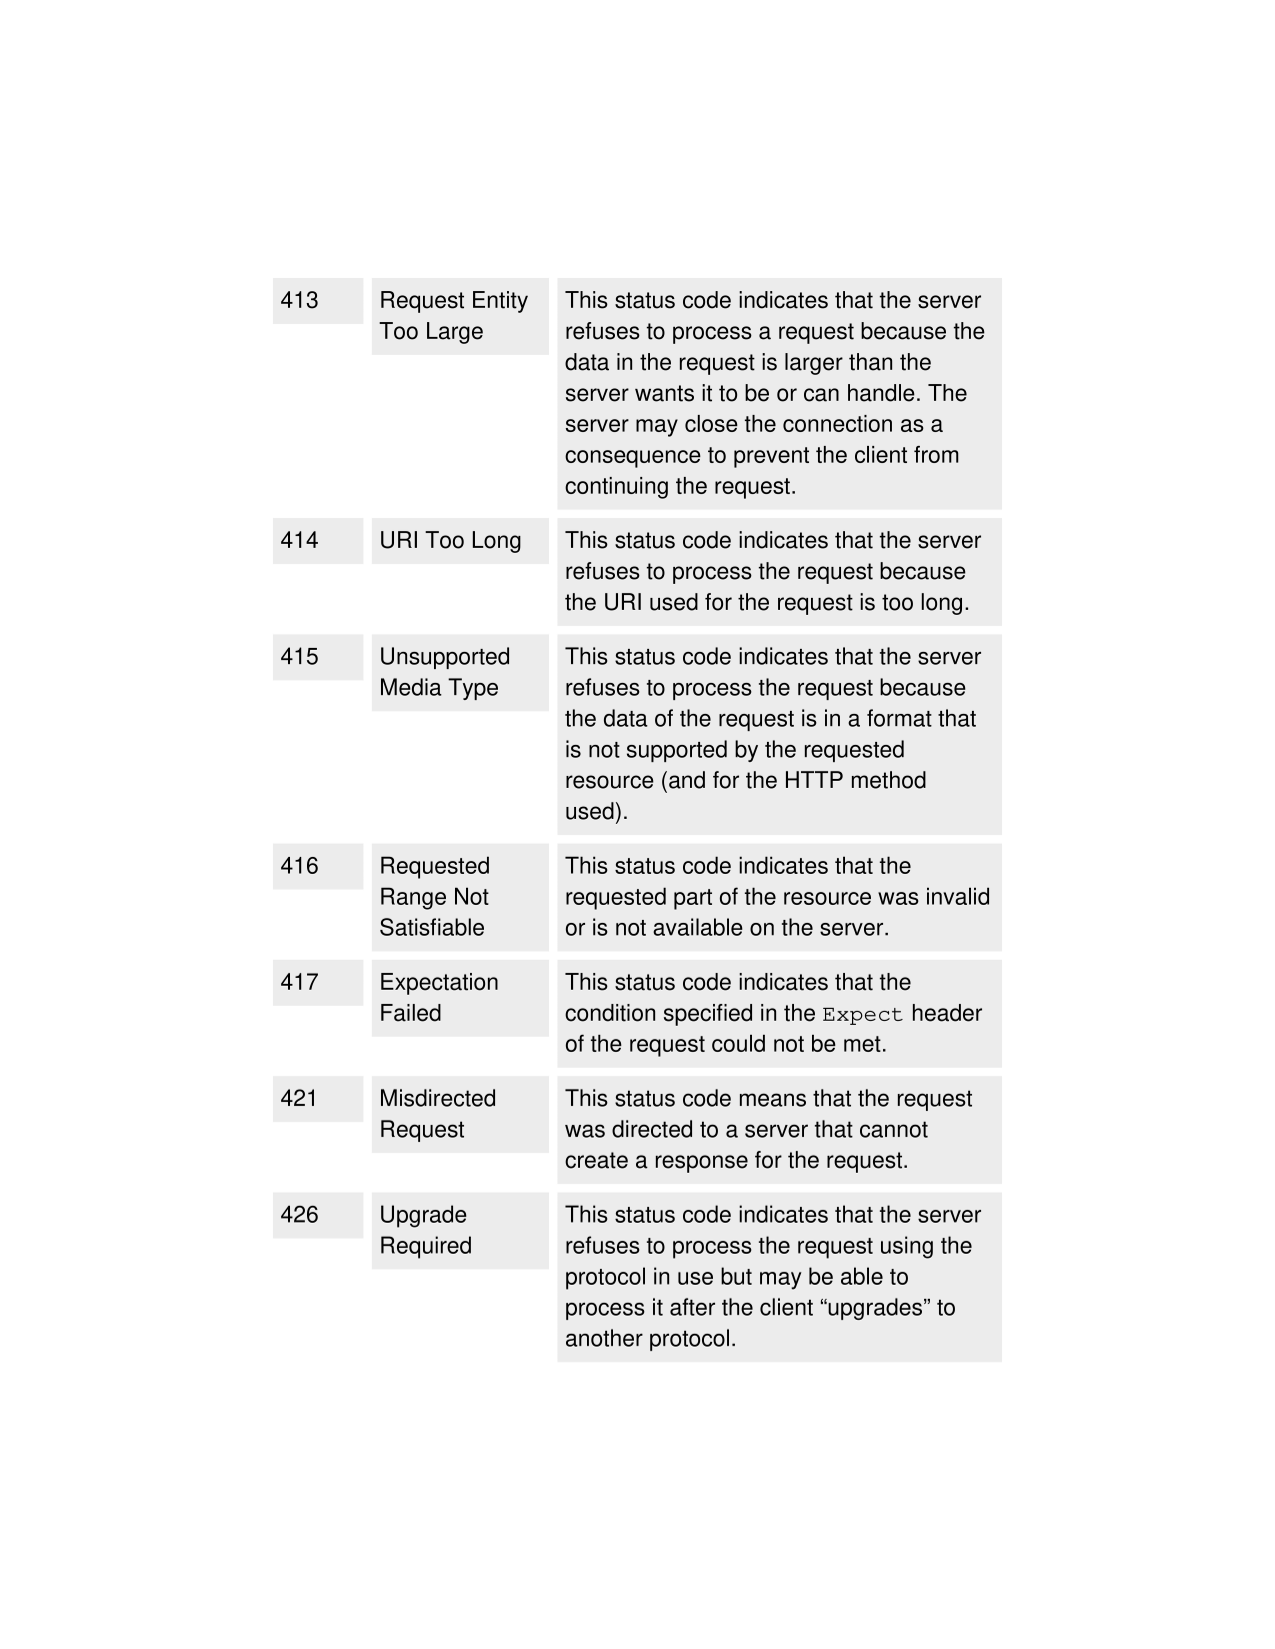 413
Request Entity
Too Large
This status code indicates that the server
refuses to process a request because the
data in the request is larger than the
server wants it to be or can handle. The
server may close the connection as a
consequence to prevent the client from
continuing the request.
414
URI Too Long
This status code indicates that the server
refuses to process the request because
the URI used for the request is too long.
415
Unsupported
Media Type
This status code indicates that the server
refuses to process the request because
the data of the request is in a format that
is not supported by the requested
resource (and for the HTTP method
used).
416
Requested
Range Not
Satisfiable
This status code indicates that the
requested part of the resource was invalid
or is not available on the server.
417
Expectation
Failed
This status code indicates that the
condition specified in the Expect header
of the request could not be met.
421
Misdirected
Request
This status code means that the request
was directed to a server that cannot
create a response for the request.
426
Upgrade
Required
This status code indicates that the server
refuses to process the request using the
protocol in use but may be able to
process it after the client “upgrades” to
another protocol.